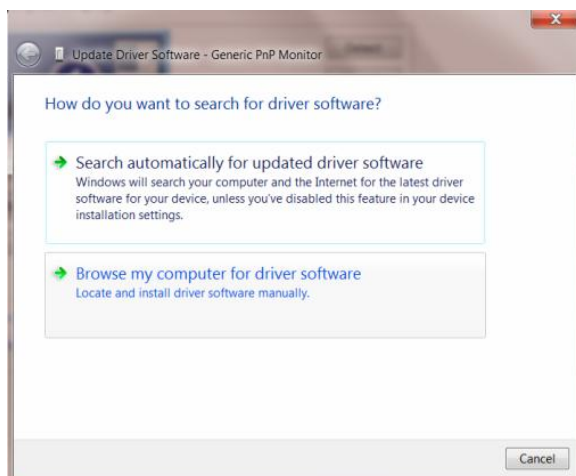 Update Driver Software - Generic PnP Monitor
How do you want to search for driver software?
Search automatically for updated driver software
Windows will search your computer and the Internet for the latest driver
software for your device, unless you've disabled this feature in your device
installation settings.
Browse my computer for driver software
Locate and install driver software manually.
Cancel